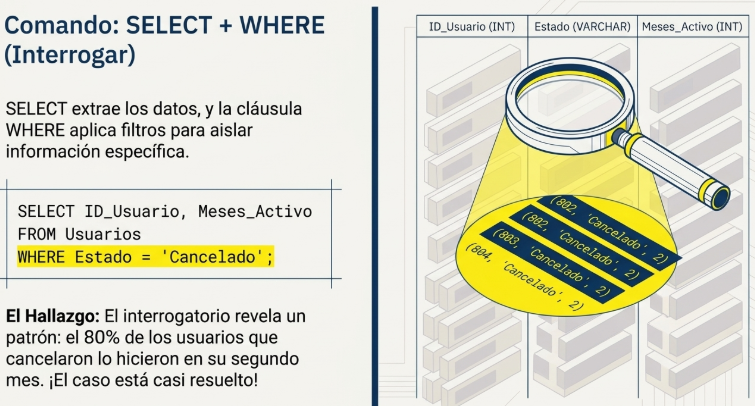 Comando: SELECT + WHERE
(Interrogar)
SELECT extrae los datos, y la cláusula
WHERE aplica filtros para aislar
información específica.
SELECT ID_Usuario, Meses_Activo
FROM Usuarios
WHERE Estado = 'Cancelado';
El Hallazgo: El interrogatorio revela un
patrón: el 80% de los usuarios que
cancelaron lo hicieron en su segundo
mes. ¡El caso está casi resuelto!
ID_Usuario (INT) Estado (VARCHAR) Meses_Activo (INT)
(802, 'Cancelado', 2)
(802, 'Cancelado', 2)
(803, 'Cancelado', 2)
(804, 'Cancelado', 2)